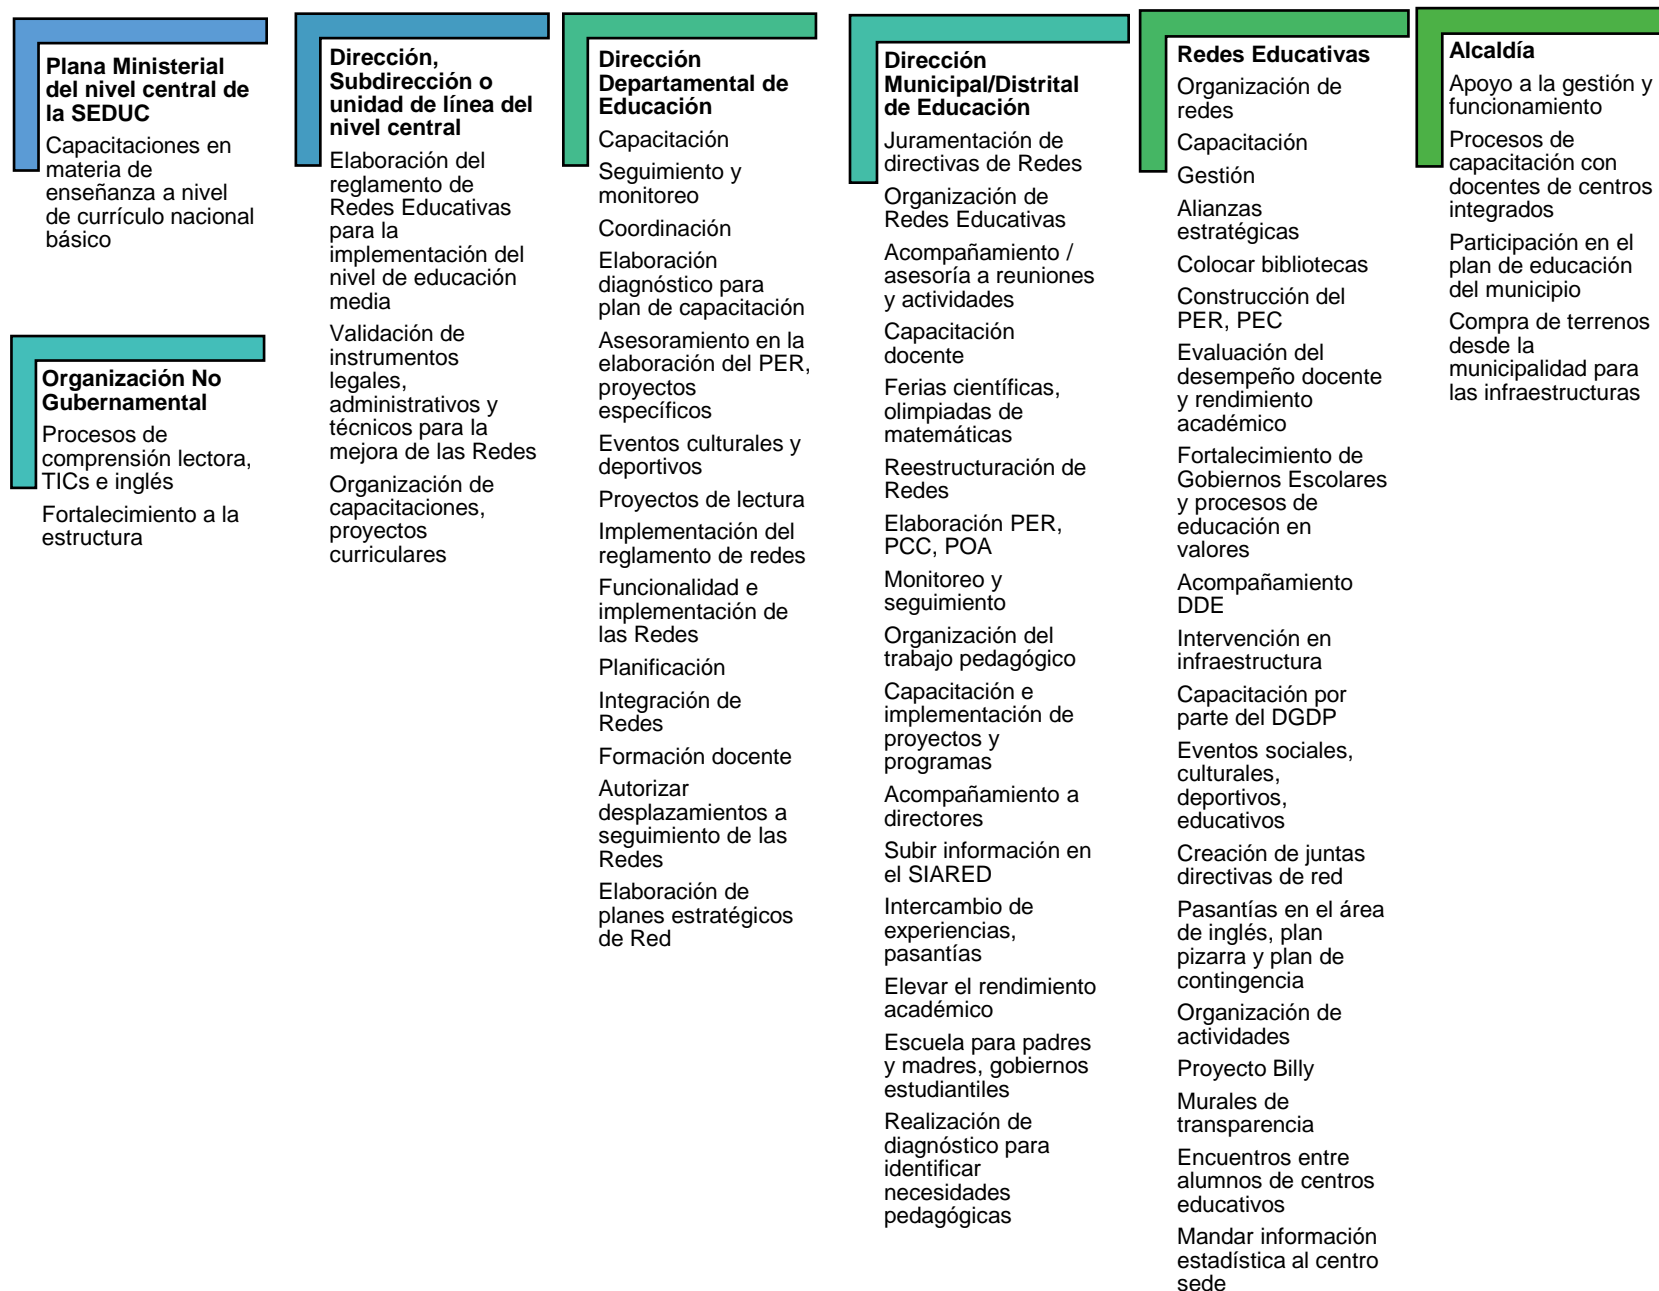 Plana Ministerial
del nivel central de
la SEDUC
Capacitaciones en
materia de
enseñanza a nivel
de currículo nacional
básico
Organización No
Gubernamental
Procesos de
comprensión lectora,
TICs e inglés
Fortalecimiento a la
estructura
Dirección,
Subdirección o
unidad de línea del
nivel central
Elaboración del
reglamento de
Redes Educativas
para la
implementación del
nivel de educación
media
Validación de
instrumentos
legales,
administrativos y
técnicos para la
mejora de las Redes
Organización de
capacitaciones,
proyectos
curriculares
Dirección
Departamental de
Educación
Capacitación
Seguimiento y
monitoreo
Coordinación
Elaboración
diagnóstico para
plan de capacitación
Asesoramiento en la
elaboración del PER,
proyectos
específicos
Eventos culturales y
deportivos
Proyectos de lectura
Implementación del
reglamento de redes
Funcionalidad e
implementación de
las Redes
Planificación
Integración de
Redes
Formación docente
Autorizar
desplazamientos a
seguimiento de las
Redes
Elaboración de
planes estratégicos
de Red
Dirección
Municipal/Distrital
de Educación
Juramentación de
directivas de Redes
Organización de
Redes Educativas
Acompañamiento /
asesoría a reuniones
y actividades
Capacitación
docente
Ferias científicas,
olimpiadas de
matemáticas
Reestructuración de
Redes
Elaboración PER,
PCC, POA
Monitoreo y
seguimiento
Organización del
trabajo pedagógico
Capacitación e
implementación de
proyectos y
programas
Acompañamiento a
directores
Subir información en
el SIARED
Intercambio de
experiencias,
pasantías
Elevar el rendimiento
académico
Escuela para padres
y madres, gobiernos
estudiantiles
Realización de
diagnóstico para
identificar
necesidades
pedagógicas
Redes Educativas
Organización de
redes
Capacitación
Gestión
Alianzas
estratégicas
Colocar bibliotecas
Construcción del
PER, PEC
Evaluación del
desempeño docente
y rendimiento
académico
Fortalecimiento de
Gobiernos Escolares
y procesos de
educación en
valores
Acompañamiento
DDE
Intervención en
infraestructura
Capacitación por
parte del DGDP
Eventos sociales,
culturales,
deportivos,
educativos
Creación de juntas
directivas de red
Pasantías en el área
de inglés, plan
pizarra y plan de
contingencia
Organización de
actividades
Proyecto Billy
Murales de
transparencia
Encuentros entre
alumnos de centros
educativos
Mandar información
estadística al centro
sede
Alcaldía
Apoyo a la gestión y
funcionamiento
Procesos de
capacitación con
docentes de centros
integrados
Participación en el
plan de educación
del municipio
Compra de terrenos
desde la
municipalidad para
las infraestructuras